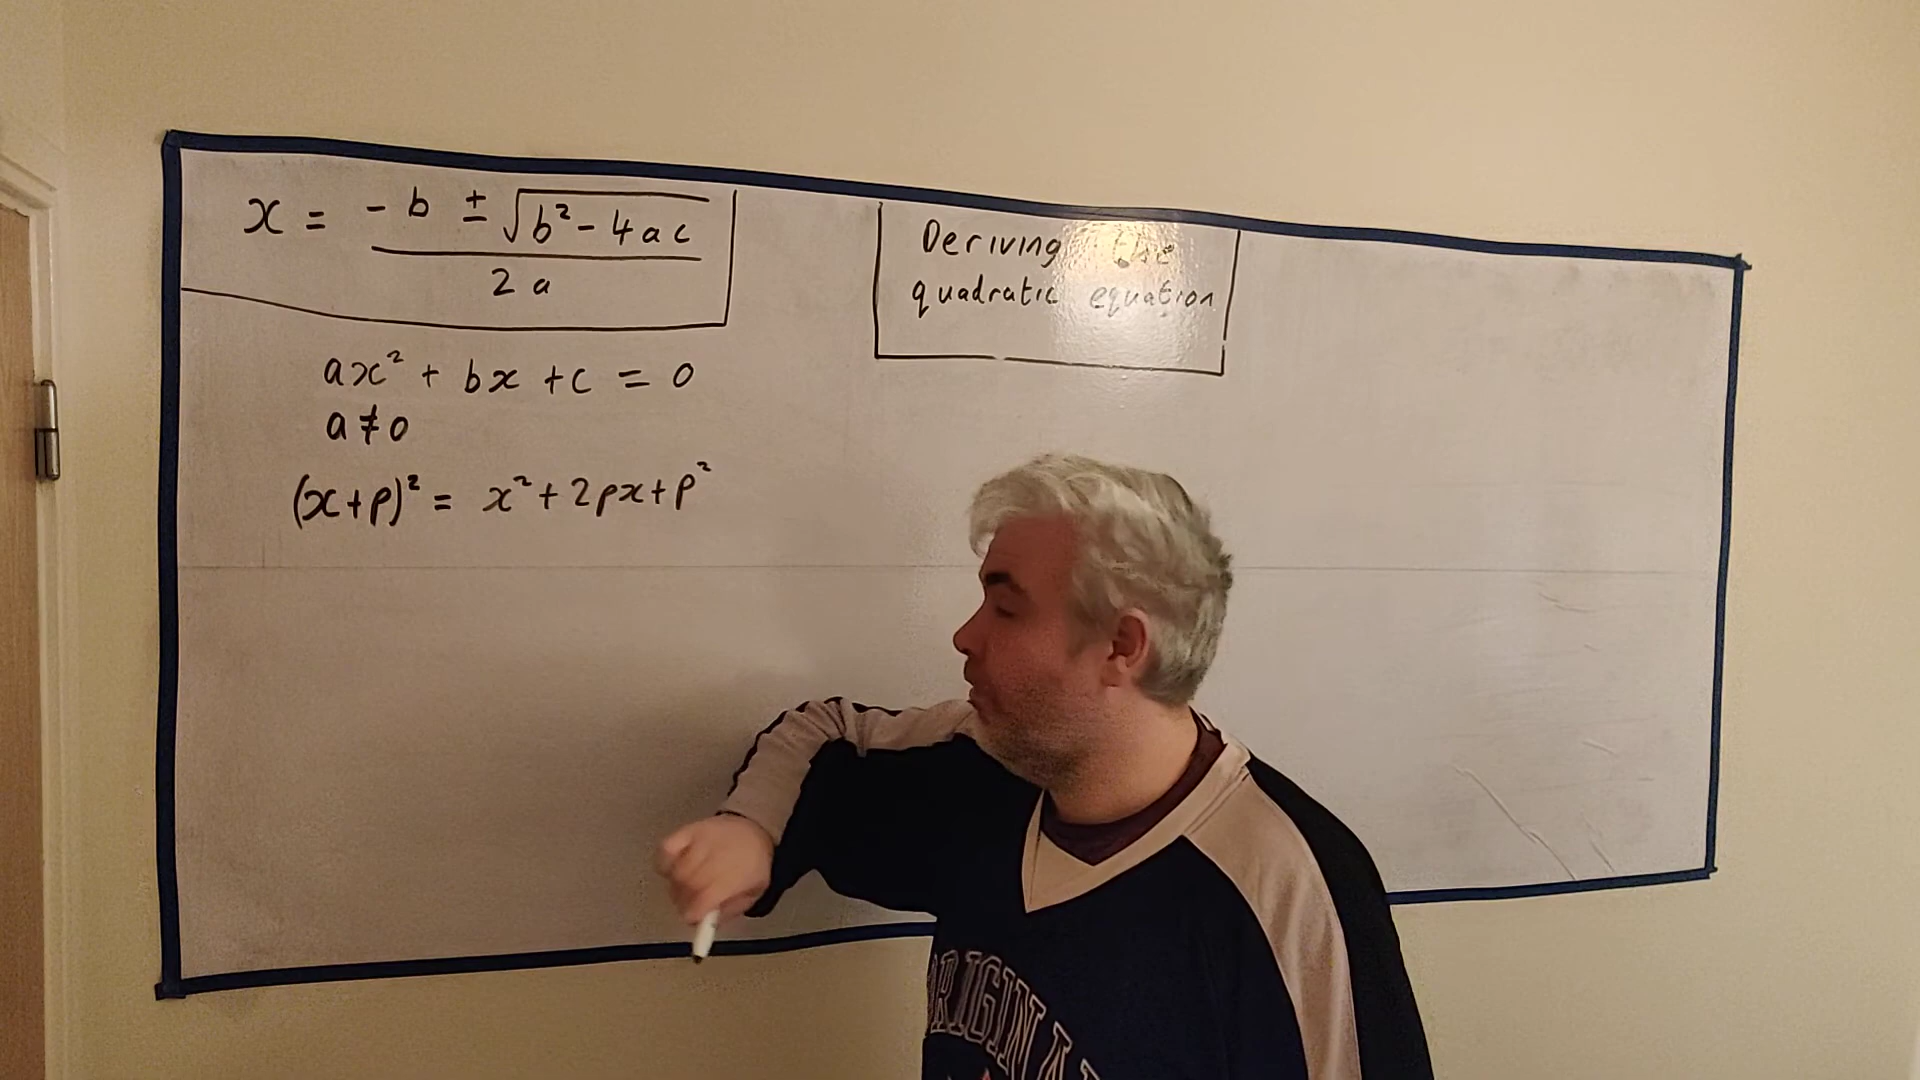 x = -b ± √b² - 4ac / 2a
Deriving the
quadratic equation
ax² + bx + c = 0
a ≠ 0
(x+p)² = x² + 2px + p²